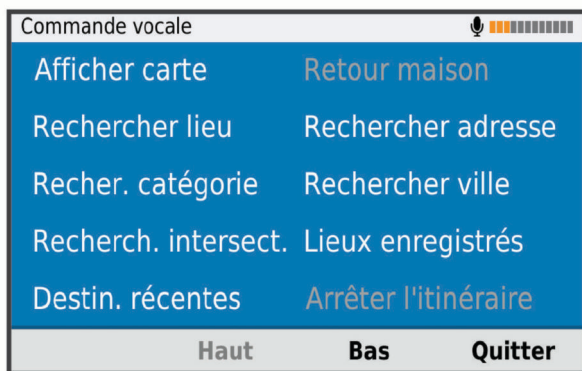 Commande vocale
Afficher carte Retour maison
Rechercher lieu Rechercher adresse
Recher. catégorie Rechercher ville
Recherch. intersect. Lieux enregistrés
Destin. récentes Arrêter l'itinéraire
Haut Bas Quitter